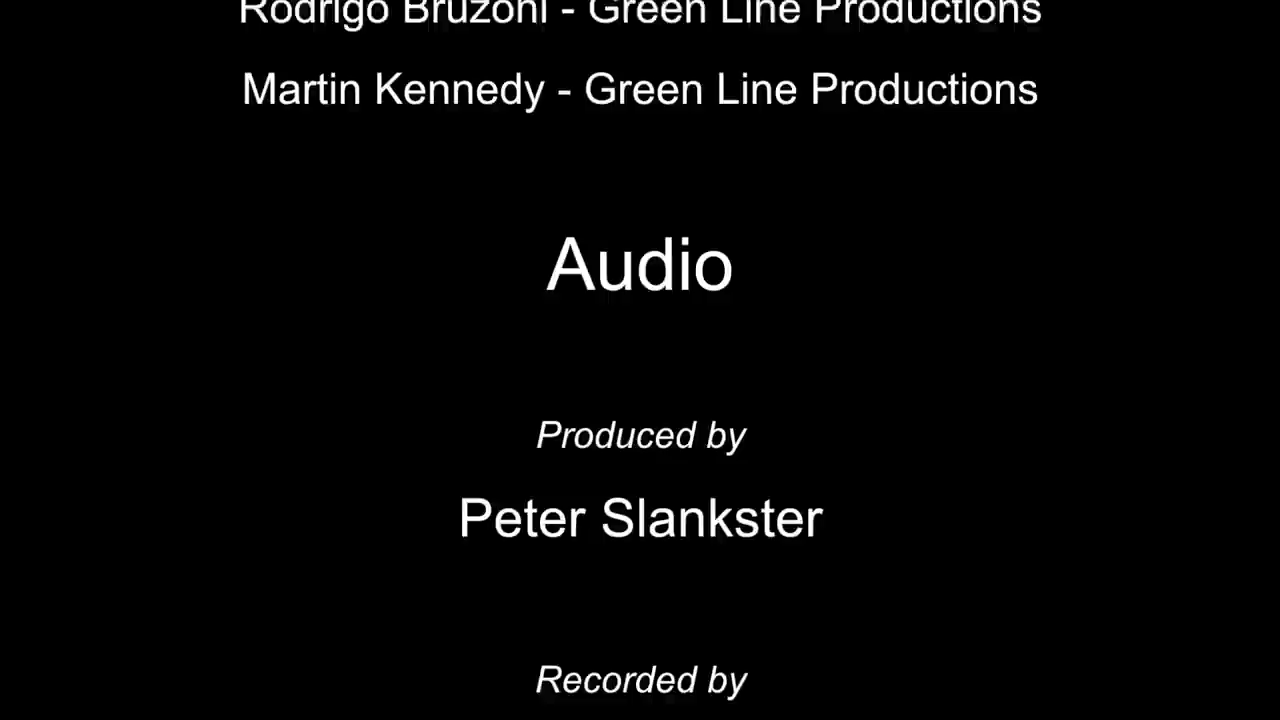 Rodrigo Bruzoni - Green Line Productions
Martin Kennedy - Green Line Productions
Audio
Produced by
Peter Slankster
Recorded by